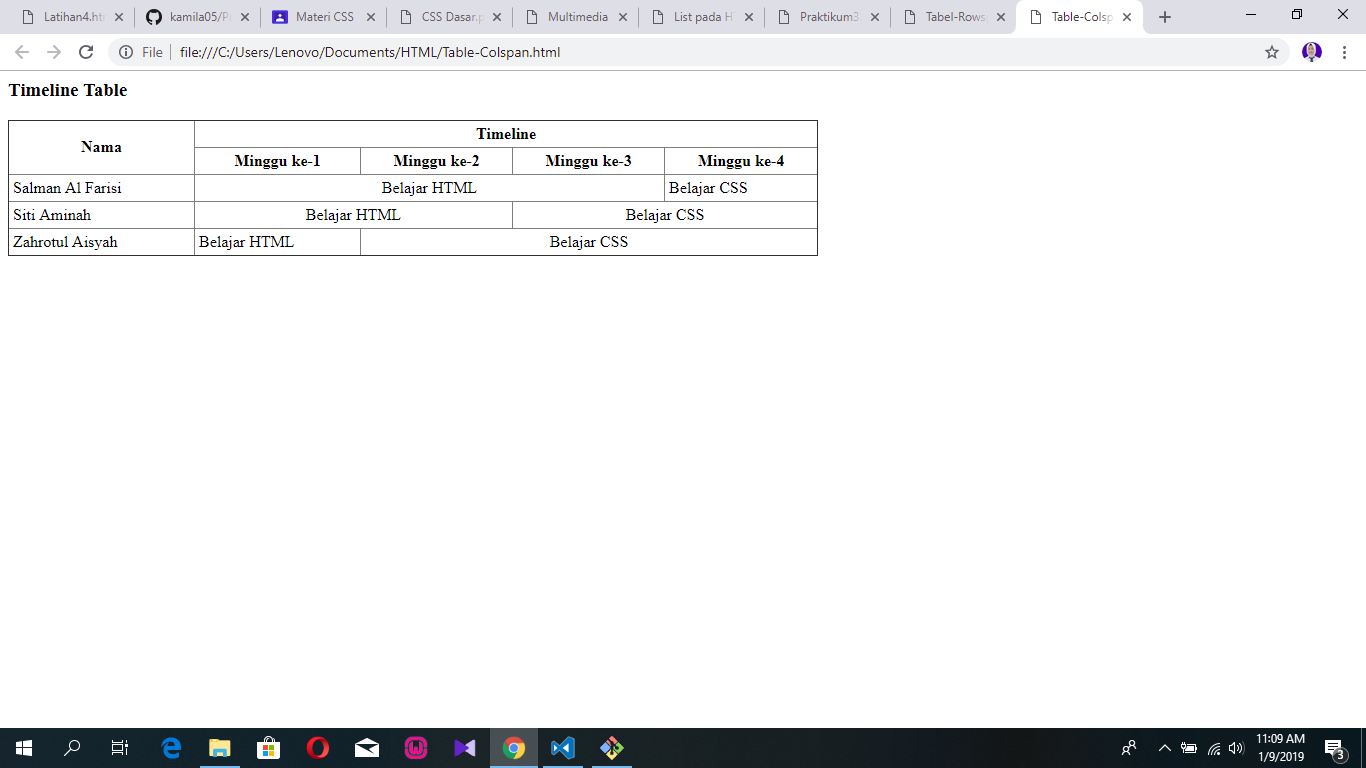 Latihan4.ht
kamila05/P
Materi CSS
CSS Dasar.p
Multimedia
List pada H
Praktikum3
Tabel-Rows
Table-Colsp
File
file:///C:/Users/Lenovo/Documents/HTML/Table-Colspan.html
Timeline Table
Nama
Timeline
Minggu ke-1 Minggu ke-2 Minggu ke-3 Minggu ke-4
Salman Al Farisi Belajar HTML Belajar CSS
Siti Aminah Belajar HTML Belajar CSS
Zahrotul Aisyah Belajar HTML Belajar CSS
11:09 AM
1/9/2019
3